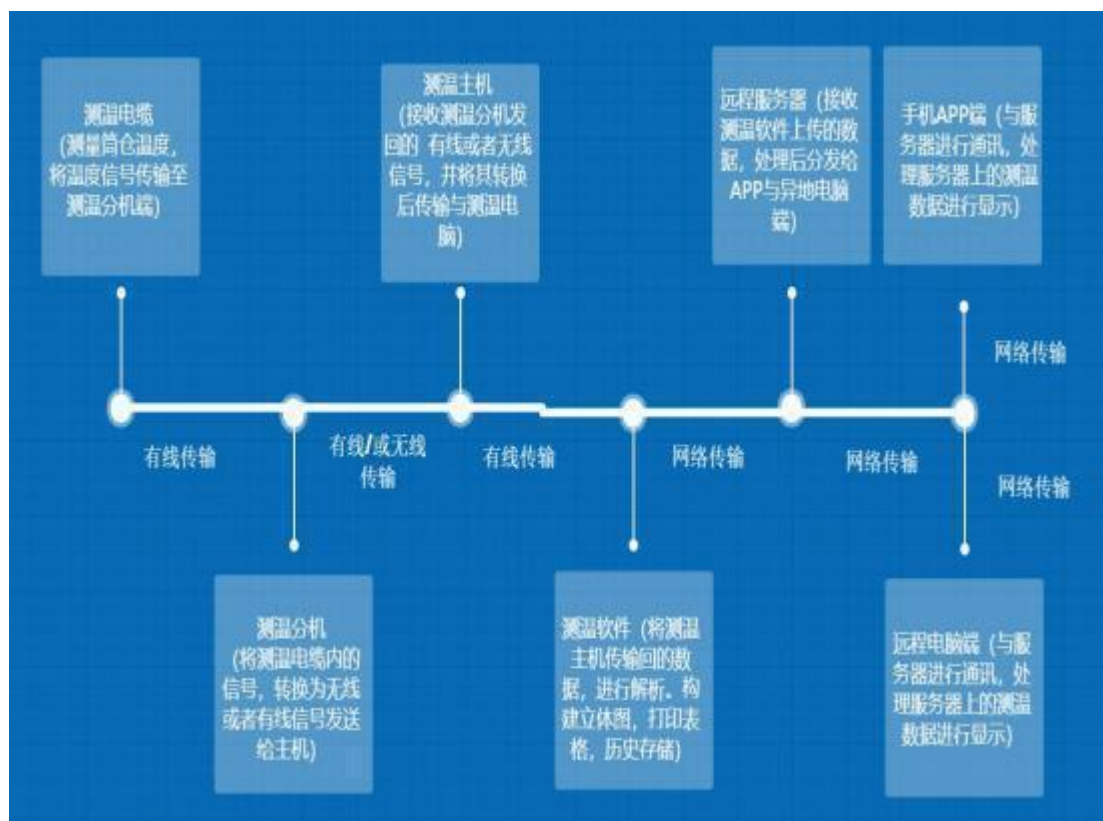 测温电缆
(测量筒仓温度，
将温度信号传输至
测温分机端)
测温主机
(接收测温分机发
回的 有线或者无线
信号，并将其转换
后传输与测温电
脑)
远程服务器 (接收
测温软件上传的数
据，处理后分发给
APP与异地电脑
端)
手机APP端 (与服
务器进行通讯，处
理服务器上的测温
数据进行显示)
网络传输
有线传输
有线/或无线
传输
有线传输
网络传输
网络传输
网络传输
测温分机
(将测温电缆内的
信号，转换为无线
或者有线信号发送
给主机)
测温软件 (将测温
主机传输回的数
据，进行解析。构
建立体图，打印表
格，历史存储)
远程电脑端 (与服
务器进行通讯，处
理服务器上的测温
数据进行显示)